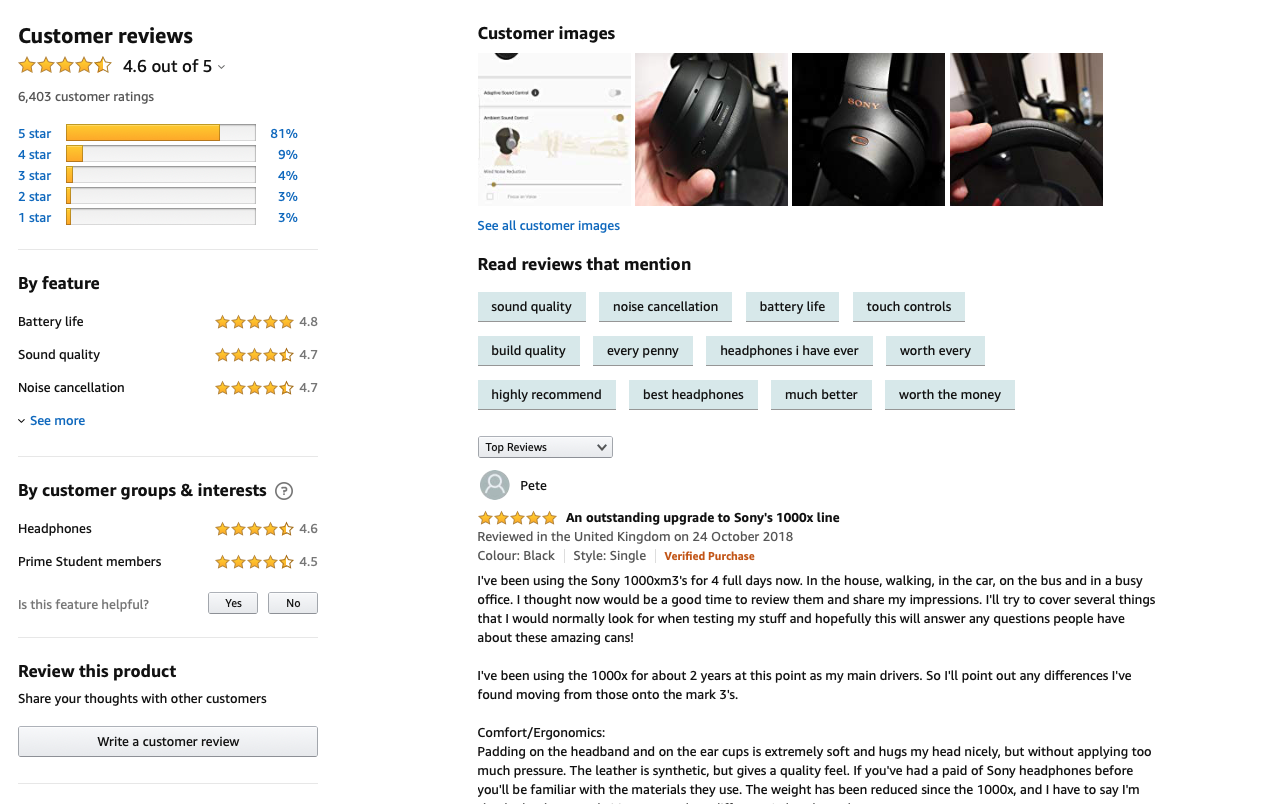 Customer reviews
4.6 out of 5
6,403 customer ratings
5 star 81%
4 star 9%
3 star 4%
2 star 3%
1 star 3%
By feature
Battery life 4.8
Sound quality 4.7
Noise cancellation 4.7
See more
By customer groups & interests ?
Headphones 4.6
Prime Student members 4.5
Is this feature helpful? Yes No
Review this product
Share your thoughts with other customers
Write a customer review
Customer images
Adaptive Sound Control
Ambient Sound Control
Wind Noise Reduction
Focus on Voice
SONY
See all customer images
Read reviews that mention
sound quality noise cancellation battery life touch controls
build quality every penny headphones i have ever worth every
highly recommend best headphones much better worth the money
Top Reviews
Pete
An outstanding upgrade to Sony's 1000x line
Reviewed in the United Kingdom on 24 October 2018
Colour: Black Style: Single Verified Purchase
I've been using the Sony 1000xm3's for 4 full days now. In the house, walking, in the car, on the bus and in a busy
office. I thought now would be a good time to review them and share my impressions. I'll try to cover several things
that I would normally look for when testing my stuff and hopefully this will answer any questions people have
about these amazing cans!
I've been using the 1000x for about 2 years at this point as my main drivers. So I'll point out any differences I've
found moving from those onto the mark 3's.
Comfort/Ergonomics:
Padding on the headband and on the ear cups is extremely soft and hugs my head nicely, but without applying too
much pressure. The leather is synthetic, but gives a quality feel. If you've had a paid of Sony headphones before
you'll be familiar with the materials they use. The weight has been reduced since the 1000x, and I have to say I'm